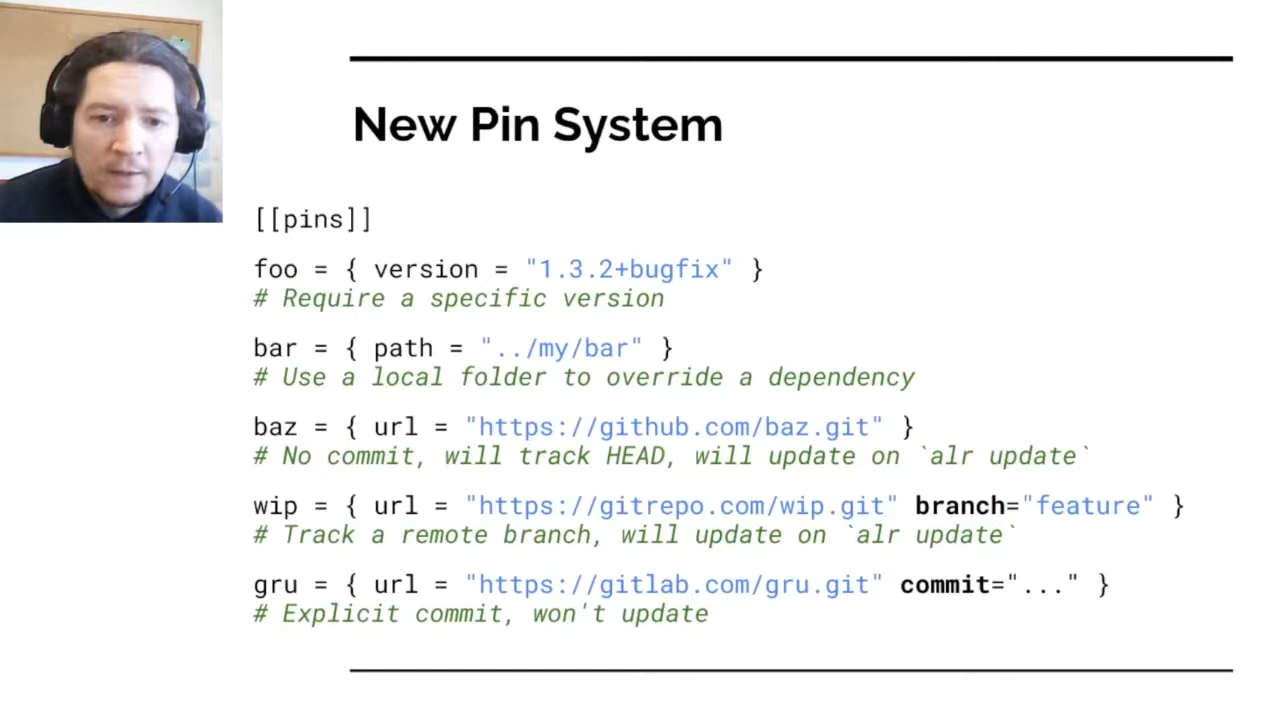 New Pin System
[[pins]]
foo = { version = "1.3.2+bugfix" }
# Require a specific version
bar = { path = "../my/bar" }
# Use a local folder to override a dependency
baz = { url = "https://github.com/baz.git" }
# No commit, will track HEAD, will update on `alr update`
wip = { url = "https://gitrepo.com/wip.git" branch="feature" }
# Track a remote branch, will update on `alr update`
gru = { url = "https://gitlab.com/gru.git" commit="..." }
# Explicit commit, won't update